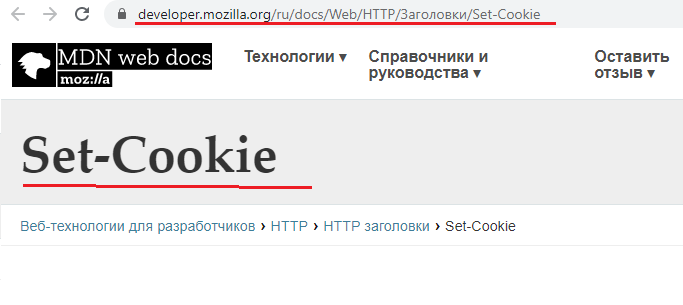 developer.mozilla.org/ru/docs/Web/HTTP/Заголовки/Set-Cookie
MDN web docs
moz://a
Технологии ▾
Справочники и
руководства ▾
Оставить
отзыв ▾
Set-Cookie
Веб-технологии для разработчиков › HTTP › HTTP заголовки › Set-Cookie